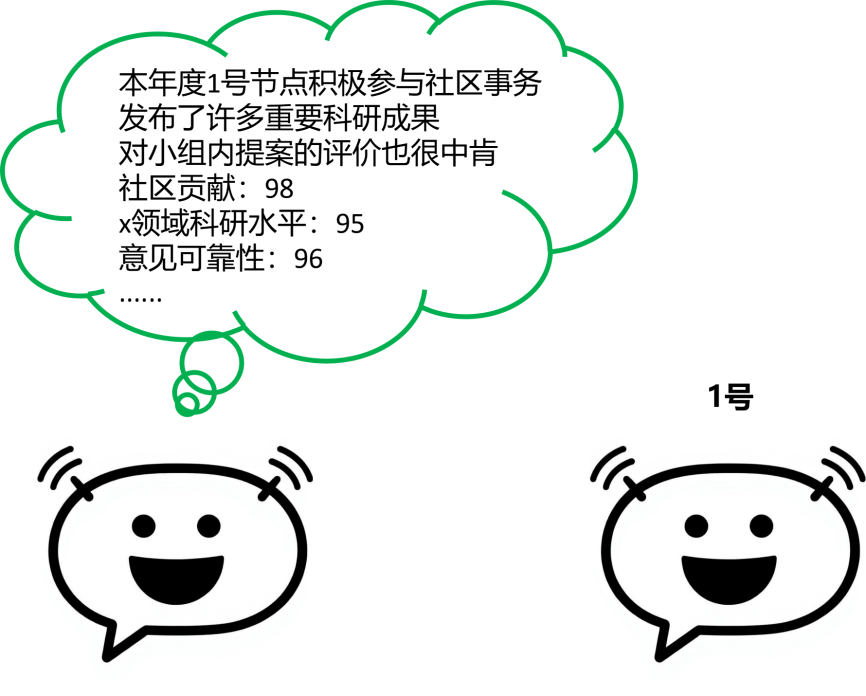 本年度1号节点积极参与社区事务
发布了许多重要科研成果
对小组内提案的评价也很中肯
社区贡献：98
x领域科研水平：95
意见可靠性：96
......
1号